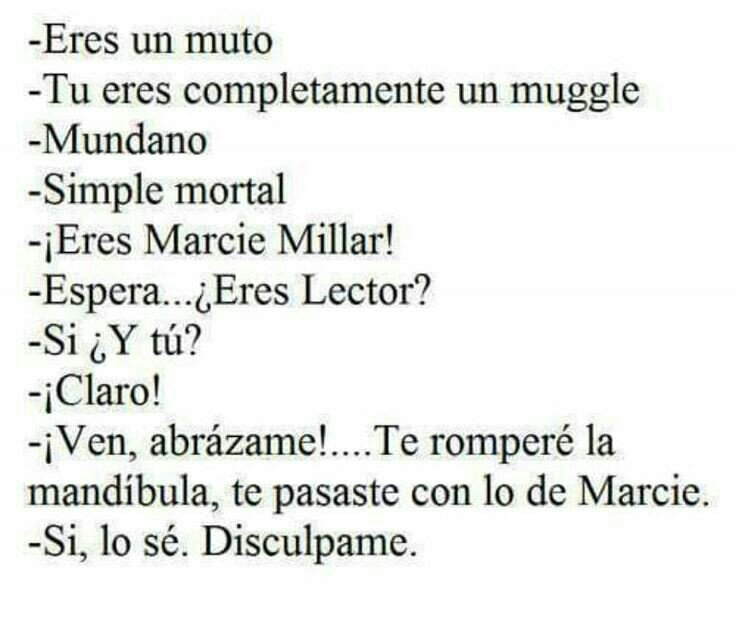 -Eres un muto
-Tu eres completamente un muggle
-Mundano
-Simple mortal
-¡Eres Marcie Millar!
-Espera...¿Eres Lector?
-Si ¿Y tú?
-¡Claro!
-¡Ven, abrázame!....Te romperé la
mandíbula, te pasaste con lo de Marcie.
-Si, lo sé. Disculpame.